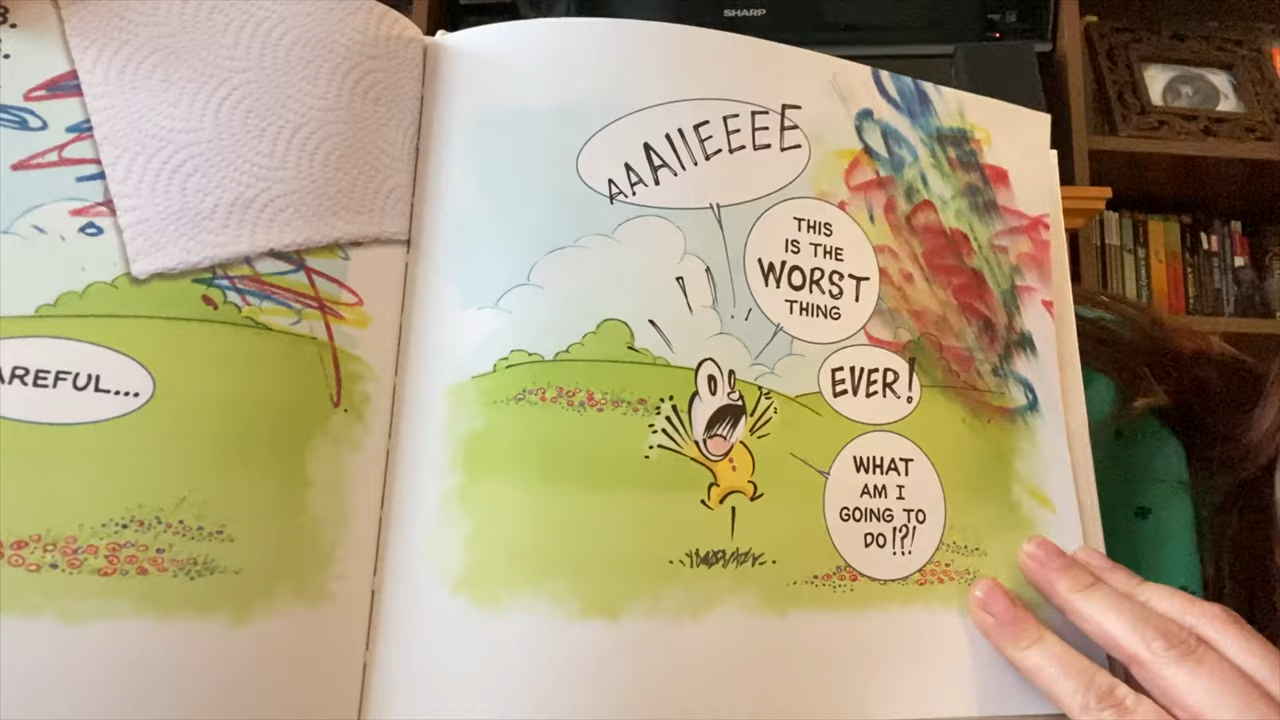 SHARP
AREFUL...
AAAIIEEEE
THIS
IS THE
WORST
THING
EVER!
WHAT
AM I
GOING TO
DO!?!